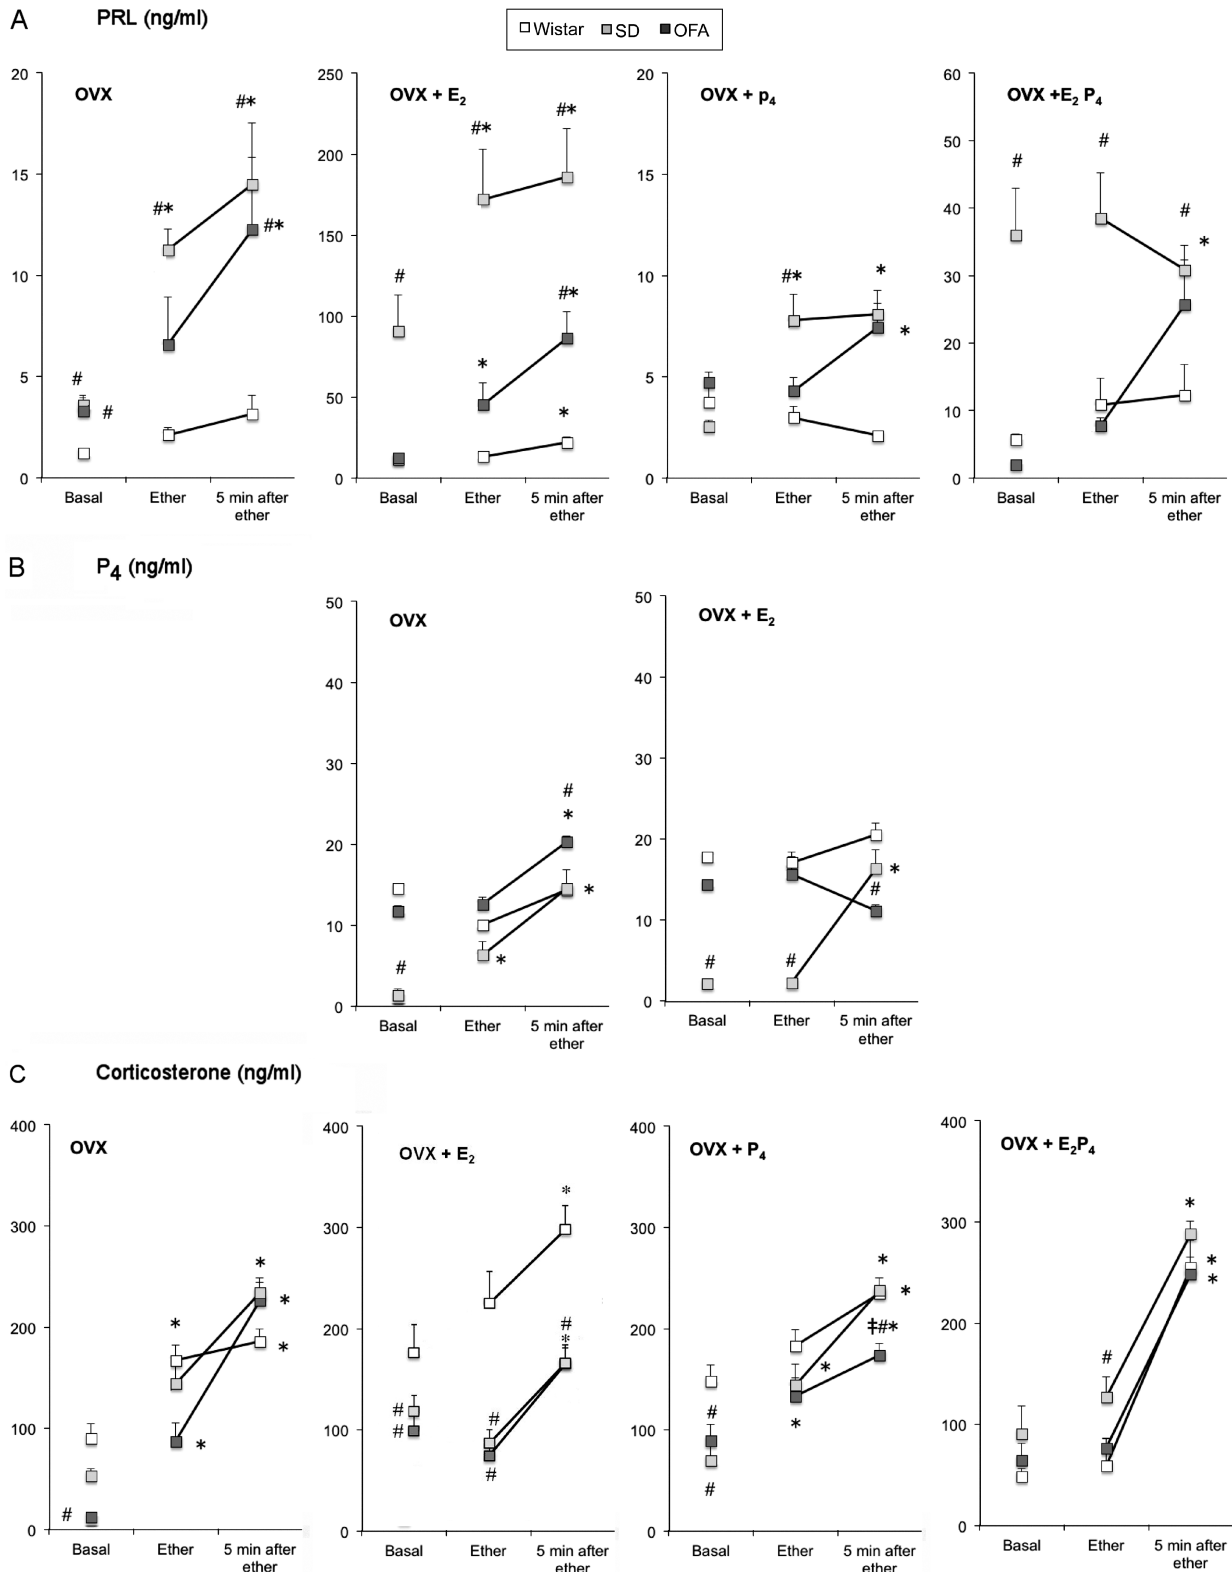 A PRL (ng/ml)
Wistar SD OFA
OVX
OVX + E₂
OVX + p₄
OVX +E₂ P₄
20 15 10 5 0
250 200 150 100 50 0
20 15 10 5 0
60 50 40 30 20 10 0
# # #* #* #*
# #* * #* #* *
#* * *
# # # *
Basal Ether 5 min after ether
Basal Ether 5 min after ether
Basal Ether 5 min after ether
Basal Ether 5 min after ether
B P₄ (ng/ml)
OVX
OVX + E₂
50 40 30 20 10 0
50 40 30 20 10 0
# * # * *
# # # *
Basal Ether 5 min after ether
Basal Ether 5 min after ether
C Corticosterone (ng/ml)
OVX
OVX + E₂
OVX + P₄
OVX + E₂P₄
400 300 200 100 0
400 300 200 100 0
400 300 200 100 0
400 300 200 100 0
# * * * * *
# # # # * # *
# # * * * * ‡#*
# * * *
Basal Ether 5 min after ether
Basal Ether 5 min after ether
Basal Ether 5 min after ether
Basal Ether 5 min after ether